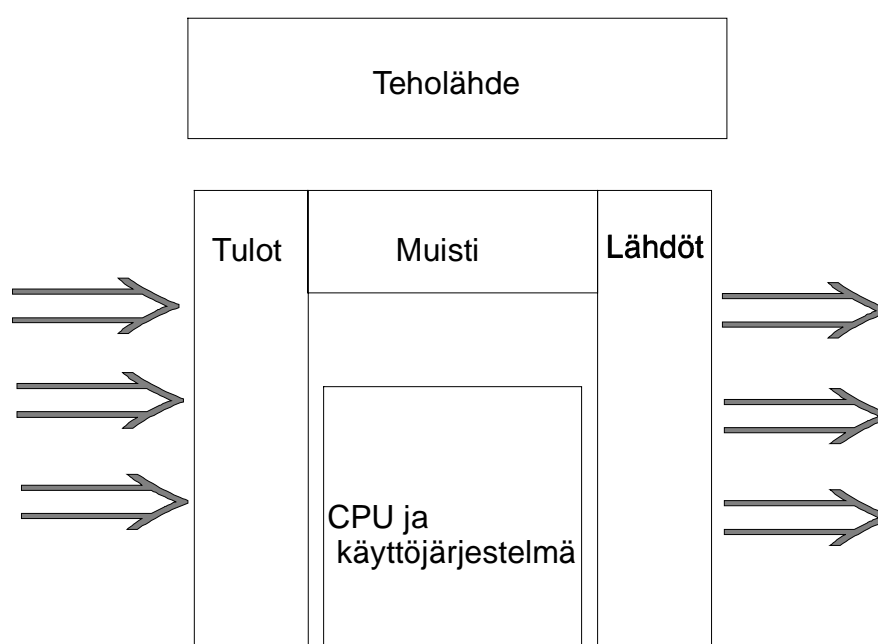 Teholähde
Tulot
Muisti
Lähdöt
CPU ja
käyttöjärjestelmä